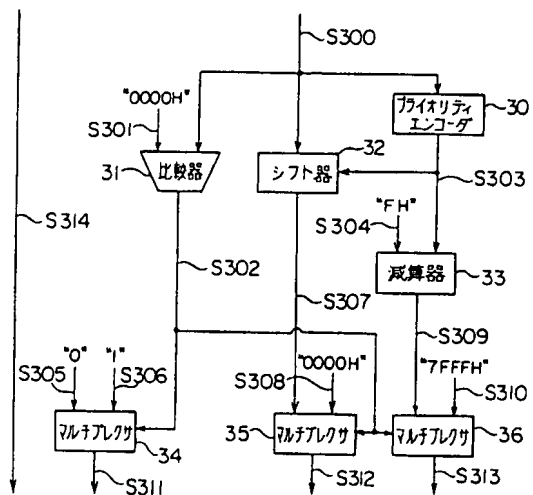 S300
"0000H"
S301
プライオリティ
エンコーダ
30
31
比較器
32
シフト器
S303
"FH"
S304
S314
S302
減算器
33
S307
S309
"0"
"1"
"0000H"
"7FFFH"
S305
S306
S308
S310
マルチプレクサ
34
35
マルチプレクサ
マルチプレクサ
36
S311
S312
S313